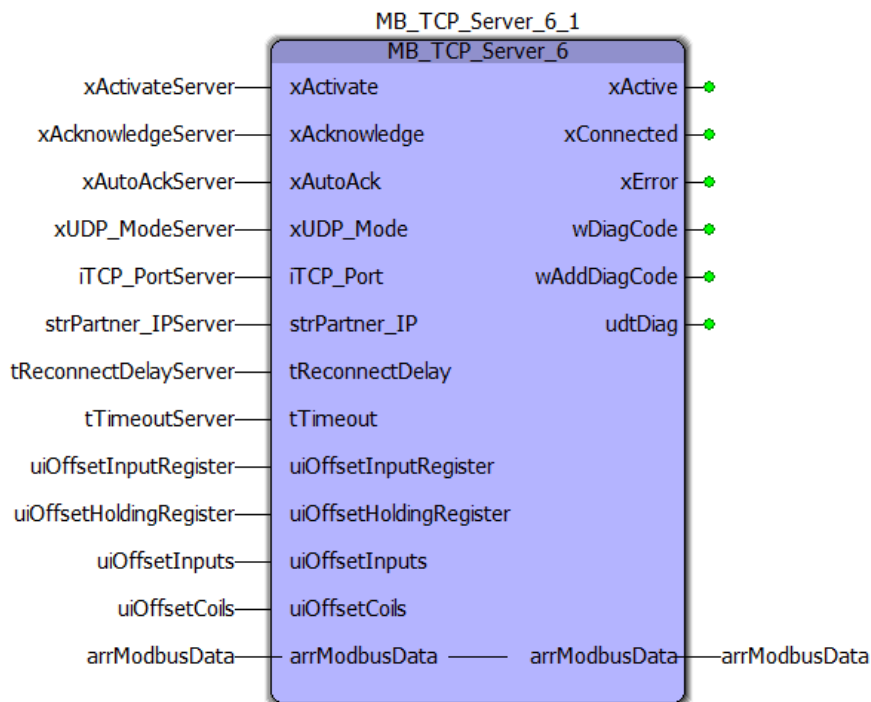 MB_TCP_Server_6_1
MB_TCP_Server_6
xActivateServer xActivate xActive
xAcknowledgeServer xAcknowledge xConnected
xAutoAckServer xAutoAck xError
xUDP_ModeServer xUDP_Mode wDiagCode
iTCP_PortServer iTCP_Port wAddDiagCode
strPartner_IPServer strPartner_IP udtDiag
tReconnectDelayServer tReconnectDelay
tTimeoutServer tTimeout
uiOffsetInputRegister uiOffsetInputRegister
uiOffsetHoldingRegister uiOffsetHoldingRegister
uiOffsetInputs uiOffsetInputs
uiOffsetCoils uiOffsetCoils
arrModbusData arrModbusData arrModbusData arrModbusData